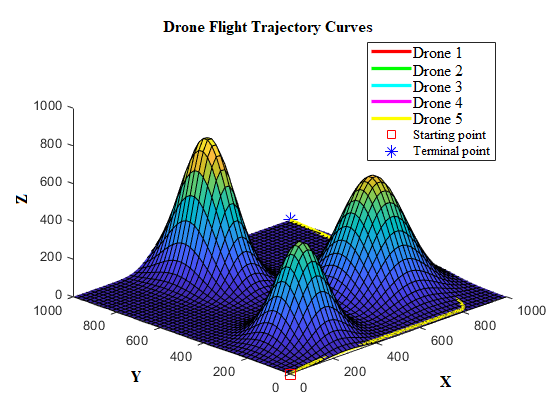 Drone Flight Trajectory Curves
Drone 1
Drone 2
Drone 3
Drone 4
Drone 5
Starting point
Terminal point
1000
800
600
400
200
0
Z
1000
800
600
400
200
0
Y
0
200
400
600
800
1000
X